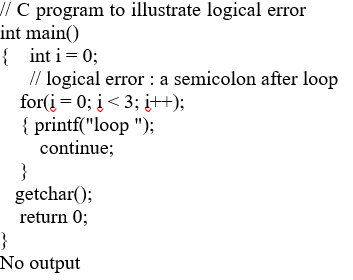 // C program to illustrate logical error
int main()
{ int i = 0;
// logical error : a semicolon after loop
for(i = 0; i < 3; i++);
{ printf("loop ");
continue;
}
getchar();
return 0;
}
No output